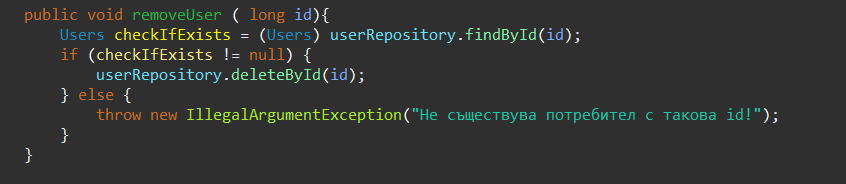 public void removeUser ( long id){
Users checkIfExists = (Users) userRepository.findById(id);
if (checkIfExists != null) {
userRepository.deleteById(id);
} else {
throw new IllegalArgumentException("Не съществува потребител с такова id!");
}
}